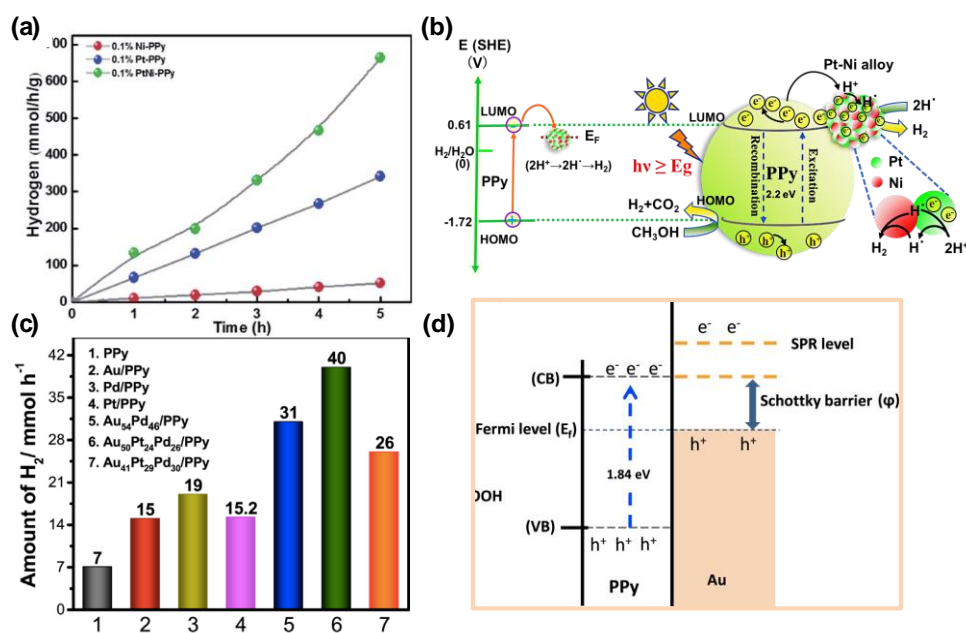 (a)
0.1% Ni-PPy
0.1% Pt-PPy
0.1% PtNi-PPy
Hydrogen (mmol/h/g)
600
500
400
300
200
100
0
0 1 2 3 4 5
Time (h)
(b)
E (SHE)
(V)
LUMO
0.61
H₂/H₂O
(0)
PPy
-1.72
HOMO
E_F
(2H⁺→2H˙→H₂)
hν ≥ Eg
H₂+CO₂
CH₃OH
LUMO
HOMO
Recombination
PPy
2.2 eV
Excitation
e⁻ e⁻ e⁻ e⁻ e⁻
h⁺ h⁺ h⁺
Pt-Ni alloy
H⁺
H˙
2H˙
H₂
Pt
Ni
H˙
e⁻
e⁻
H₂ H˙ 2H⁺
(c)
Amount of H₂/ mmol h⁻¹
42
35
28
21
14
7
0
1. PPy
2. Au/PPy
3. Pd/PPy
4. Pt/PPy
5 Au₅₄Pd₄₆/PPy
6 Au₅₀Pt₂₄Pd₂₆/PPy
7. Au₄₁Pt₂₉Pd₃₀/PPy
7 15 19 15.2 31 40 26
1 2 3 4 5 6 7
(d)
e⁻ e⁻
SPR level
e⁻ e⁻ e⁻
(CB)
Schottky barrier (φ)
Fermi level (E_f)
h⁺ h⁺
1.84 eV
OOH
(VB)
h⁺ h⁺ h⁺
PPy
Au